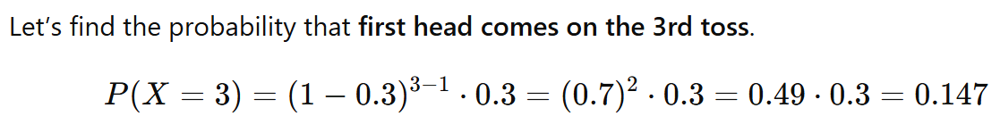 Let’s find the probability that first head comes on the 3rd toss.
P(X = 3) = (1 − 0.3)³⁻¹ · 0.3 = (0.7)² · 0.3 = 0.49 · 0.3 = 0.147